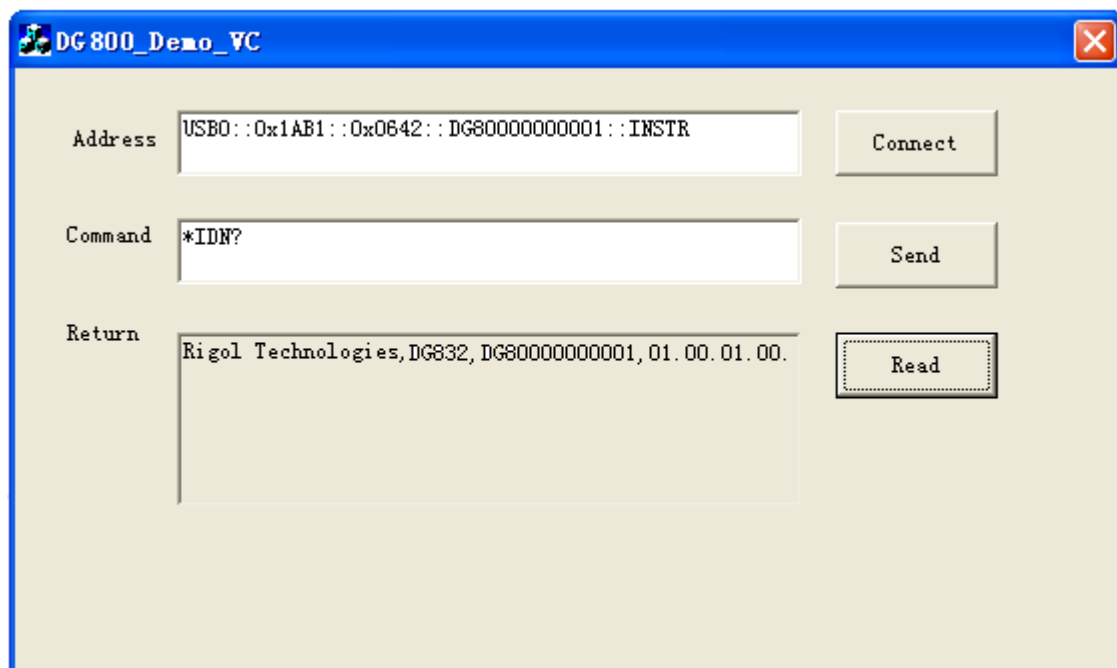 DG800_Demo_VC
Address
USB0::0x1AB1::0x0642::DG80000000001::INSTR
Connect
Command
*IDN?
Send
Return
Rigol Technologies,DG832,DG80000000001,01.00.01.00.
Read